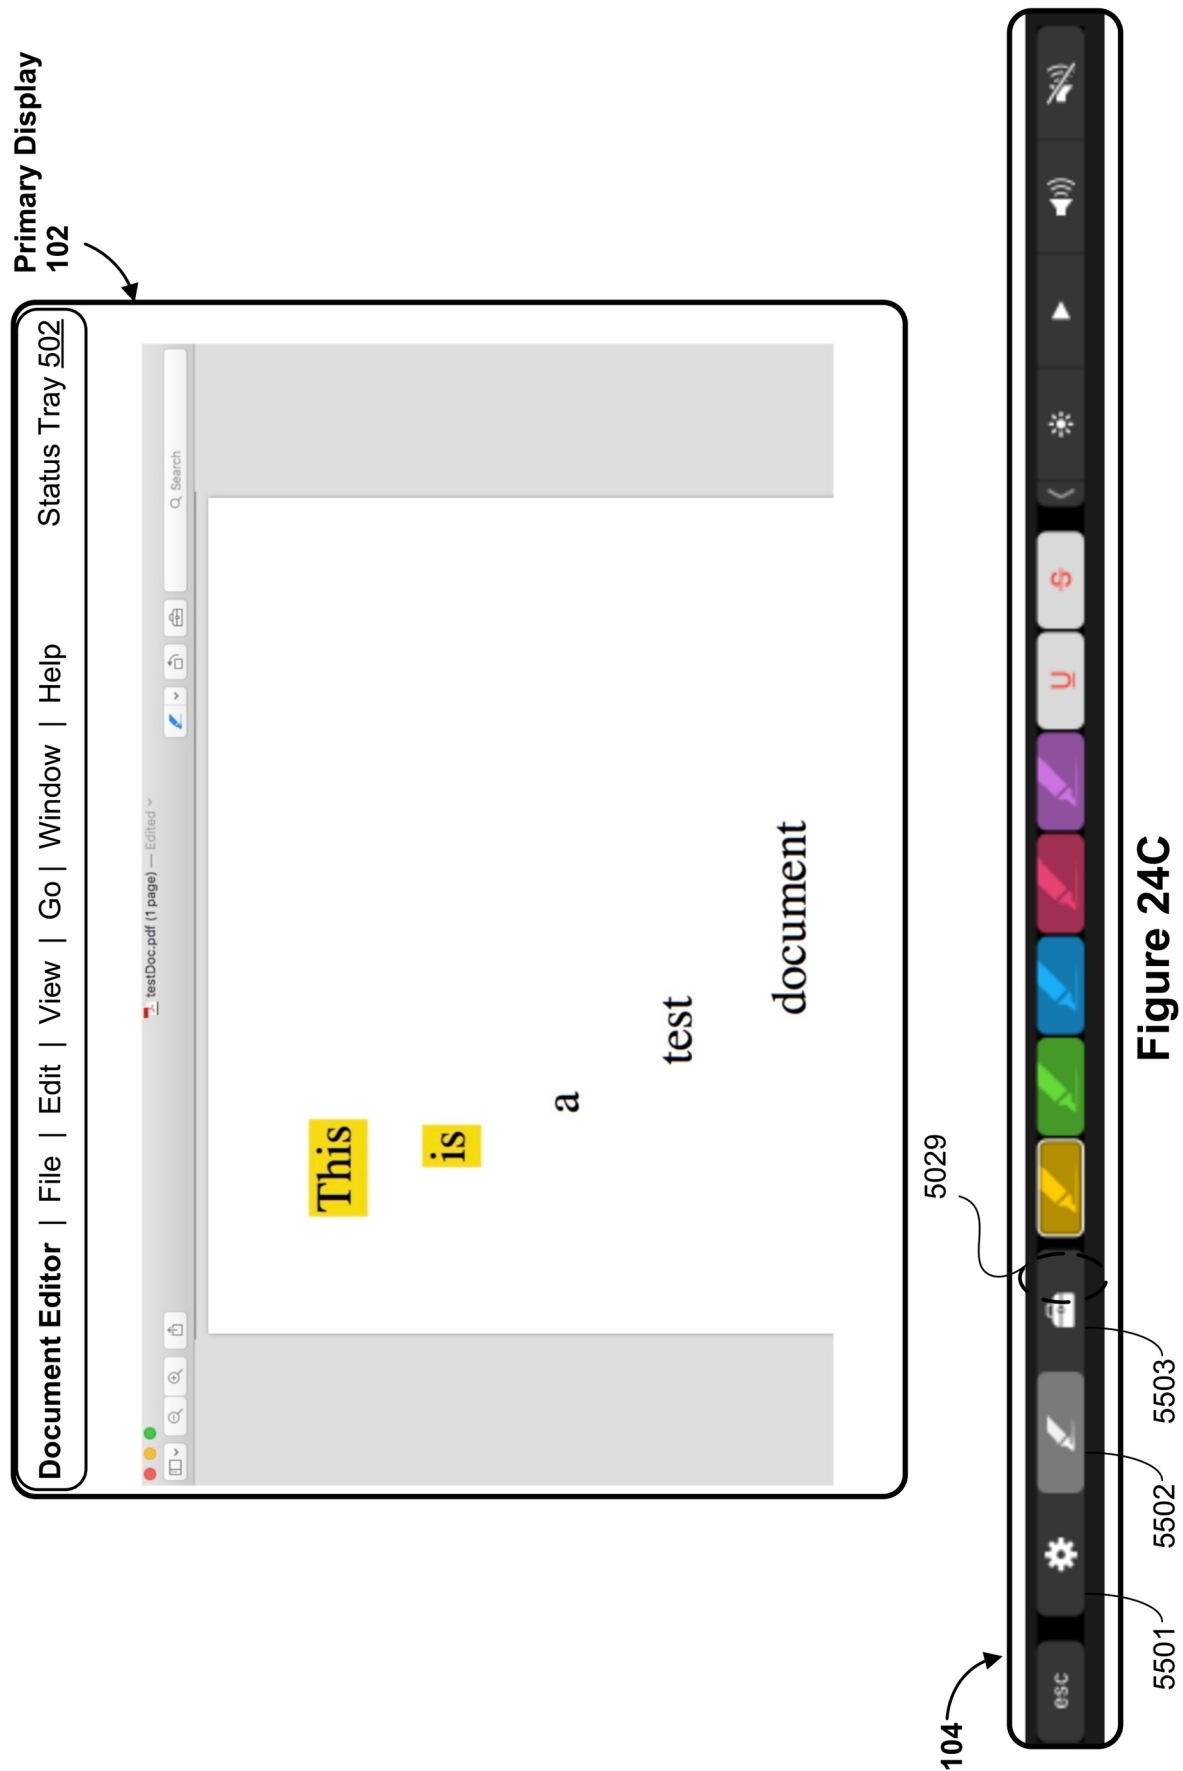 Primary Display
102
Document Editor | File | Edit | View | Go | Window | Help Status Tray 502
testDoc.pdf (1 page) — Edited
Search
This
is
a
test
document
5029
104
esc
U
S
5501
5502
5503
Figure 24C